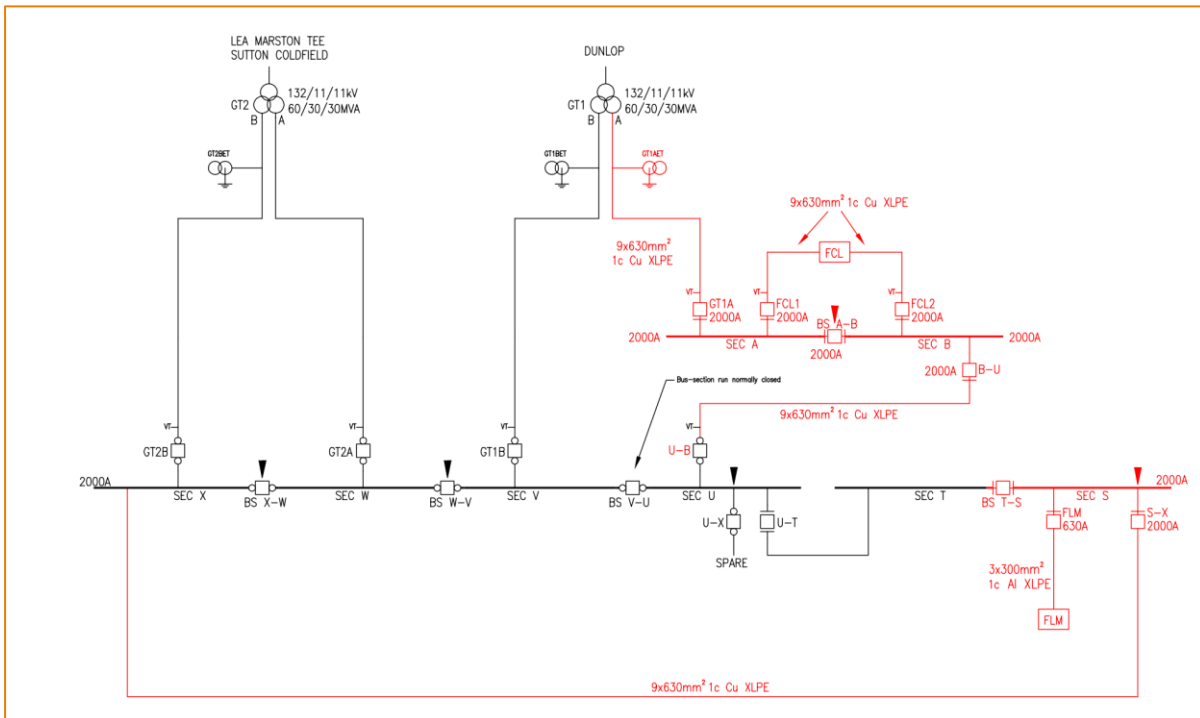 LEA MARSTON TEE
SUTTON COLDFIELD
DUNLOP
132/11/11kV
GT2
60/30/30MVA
B
A
132/11/11kV
GT1
60/30/30MVA
B
A
GT2BET
GT1BET
GT1AET
9x630mm² 1c Cu XLPE
9x630mm²
1c Cu XLPE
FCL
VT
VT
VT
GT1A
2000A
FCL1
2000A
FCL2
2000A
BS A-B
2000A
SEC A
2000A
SEC B
2000A
2000A
B-U
Bus-section run normally closed
9x630mm² 1c Cu XLPE
VT
VT
VT
VT
GT2B
GT2A
GT1B
U-B
2000A
SEC X
BS X-W
SEC W
BS W-V
SEC V
BS V-U
SEC U
SEC T
BS T-S
SEC S
2000A
U-X
U-T
SPARE
FLM
630A
S-X
2000A
3x300mm²
1c Al XLPE
FLM
9x630mm² 1c Cu XLPE